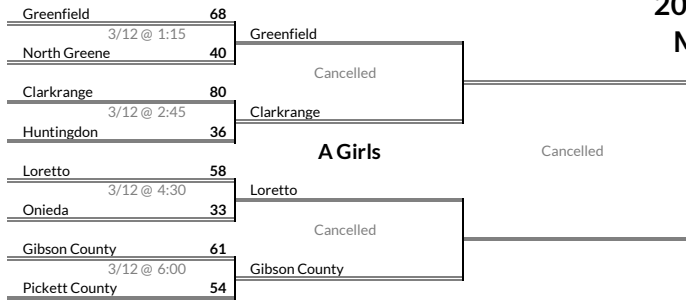 20
M
Greenfield 68
3/12 @ 1:15
North Greene 40
Greenfield
Cancelled
Clarkrange 80
3/12 @ 2:45
Huntingdon 36
Clarkrange
A Girls
Cancelled
Loretto 58
3/12 @ 4:30
Onieda 33
Loretto
Cancelled
Gibson County 61
3/12 @ 6:00
Pickett County 54
Gibson County